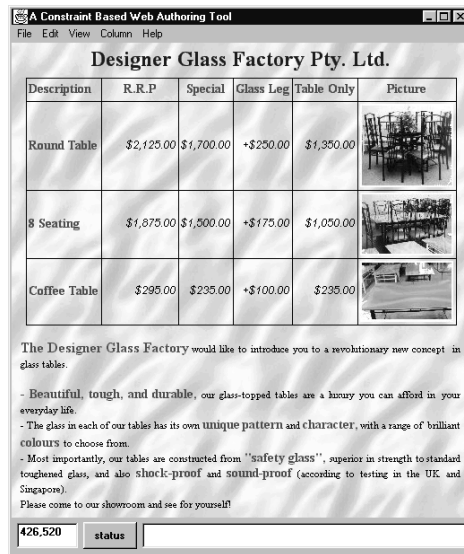 A Constraint Based Web Authoring Tool
File Edit View Column Help
Designer Glass Factory Pty. Ltd.
Description R.R.P Special Glass Leg Table Only Picture
Round Table $2,125.00 $1,700.00 +$250.00 $1,350.00
8 Seating $1,875.00 $1,500.00 +$175.00 $1,050.00
Coffee Table $295.00 $235.00 +$100.00 $235.00
The Designer Glass Factory would like to introduce you to a revolutionary new concept in
glass tables.
- Beautiful, tough, and durable, our glass-topped tables are a luxury you can afford in your
everyday life.
- The glass in each of our tables has its own unique pattern and character, with a range of brilliant
colours to choose from.
- Most importantly, our tables are constructed from "safety glass", superior in strength to standard
toughened glass, and also shock-proof and sound-proof (according to testing in the UK and
Singapore).
Please come to our showroom and see for yourself!
426,520 status